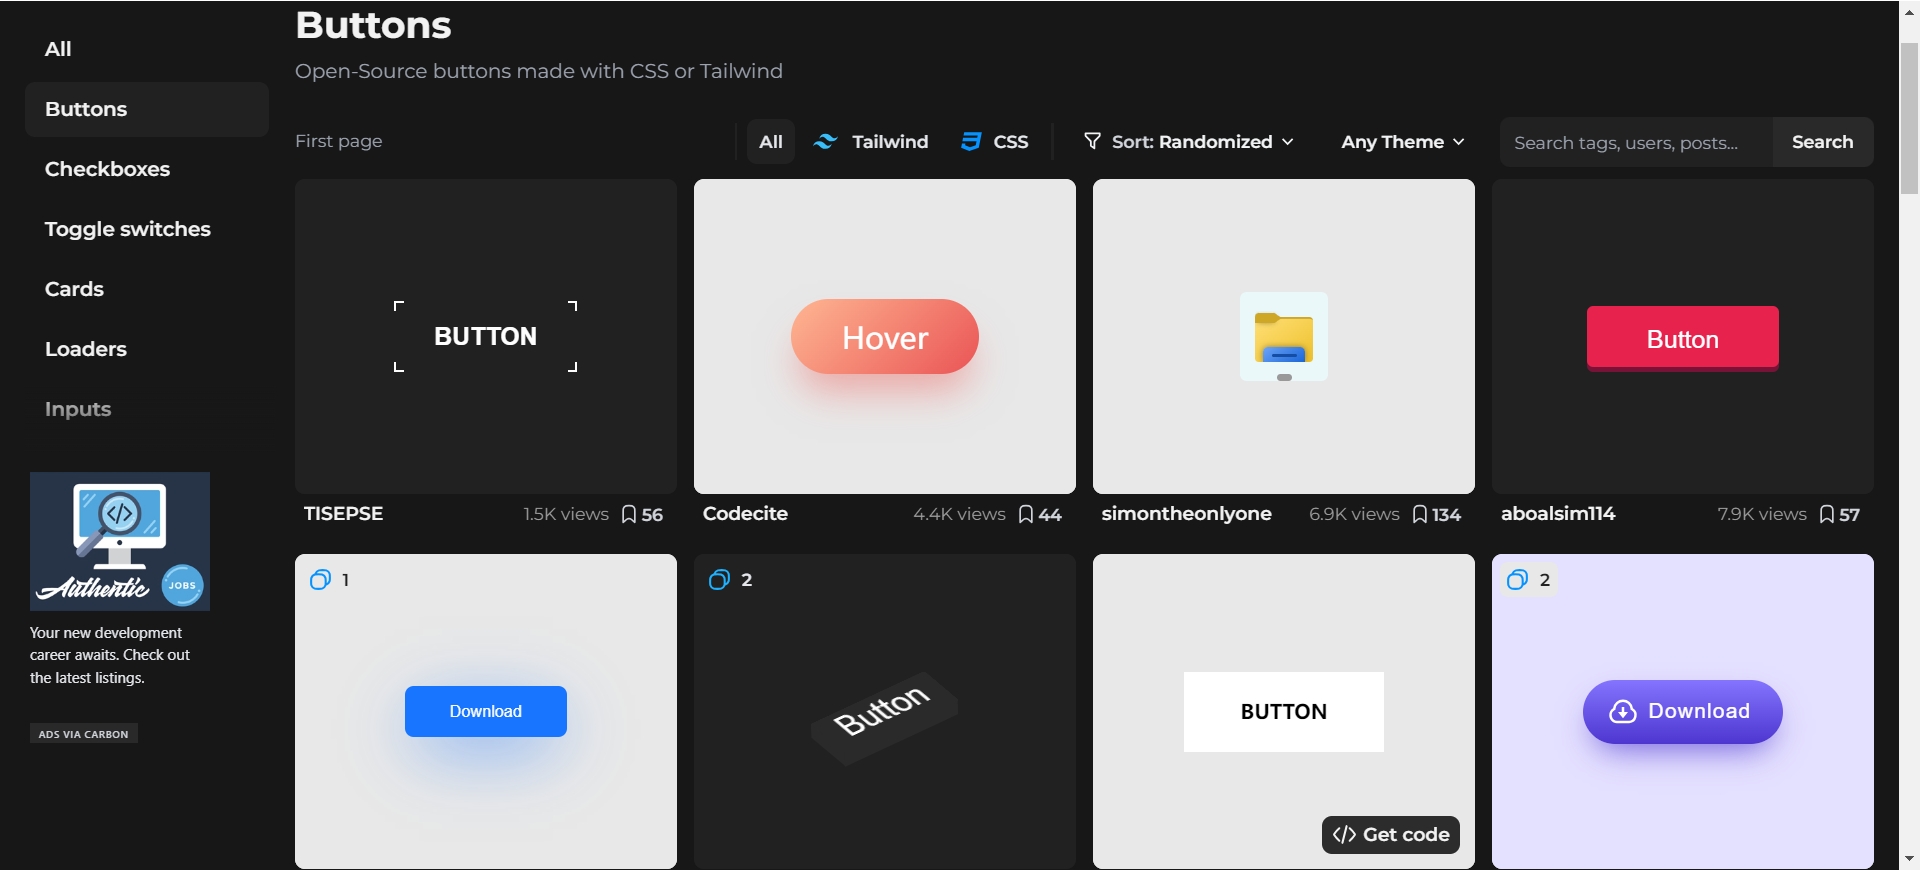 All
Buttons
Checkboxes
Toggle switches
Cards
Loaders
Inputs
Authentic
JOBS
Your new development
career awaits. Check out
the latest listings.
ADS VIA CARBON
Buttons
Open-Source buttons made with CSS or Tailwind
First page
All Tailwind CSS Sort: Randomized Any Theme Search tags, users, posts... Search
BUTTON
Hover
Button
TISEPSE 1.5K views 56
Codecite 4.4K views 44
simontheonlyone 6.9K views 134
aboalsim114 7.9K views 57
1
Download
2
Button
BUTTON
Get code
2
Download